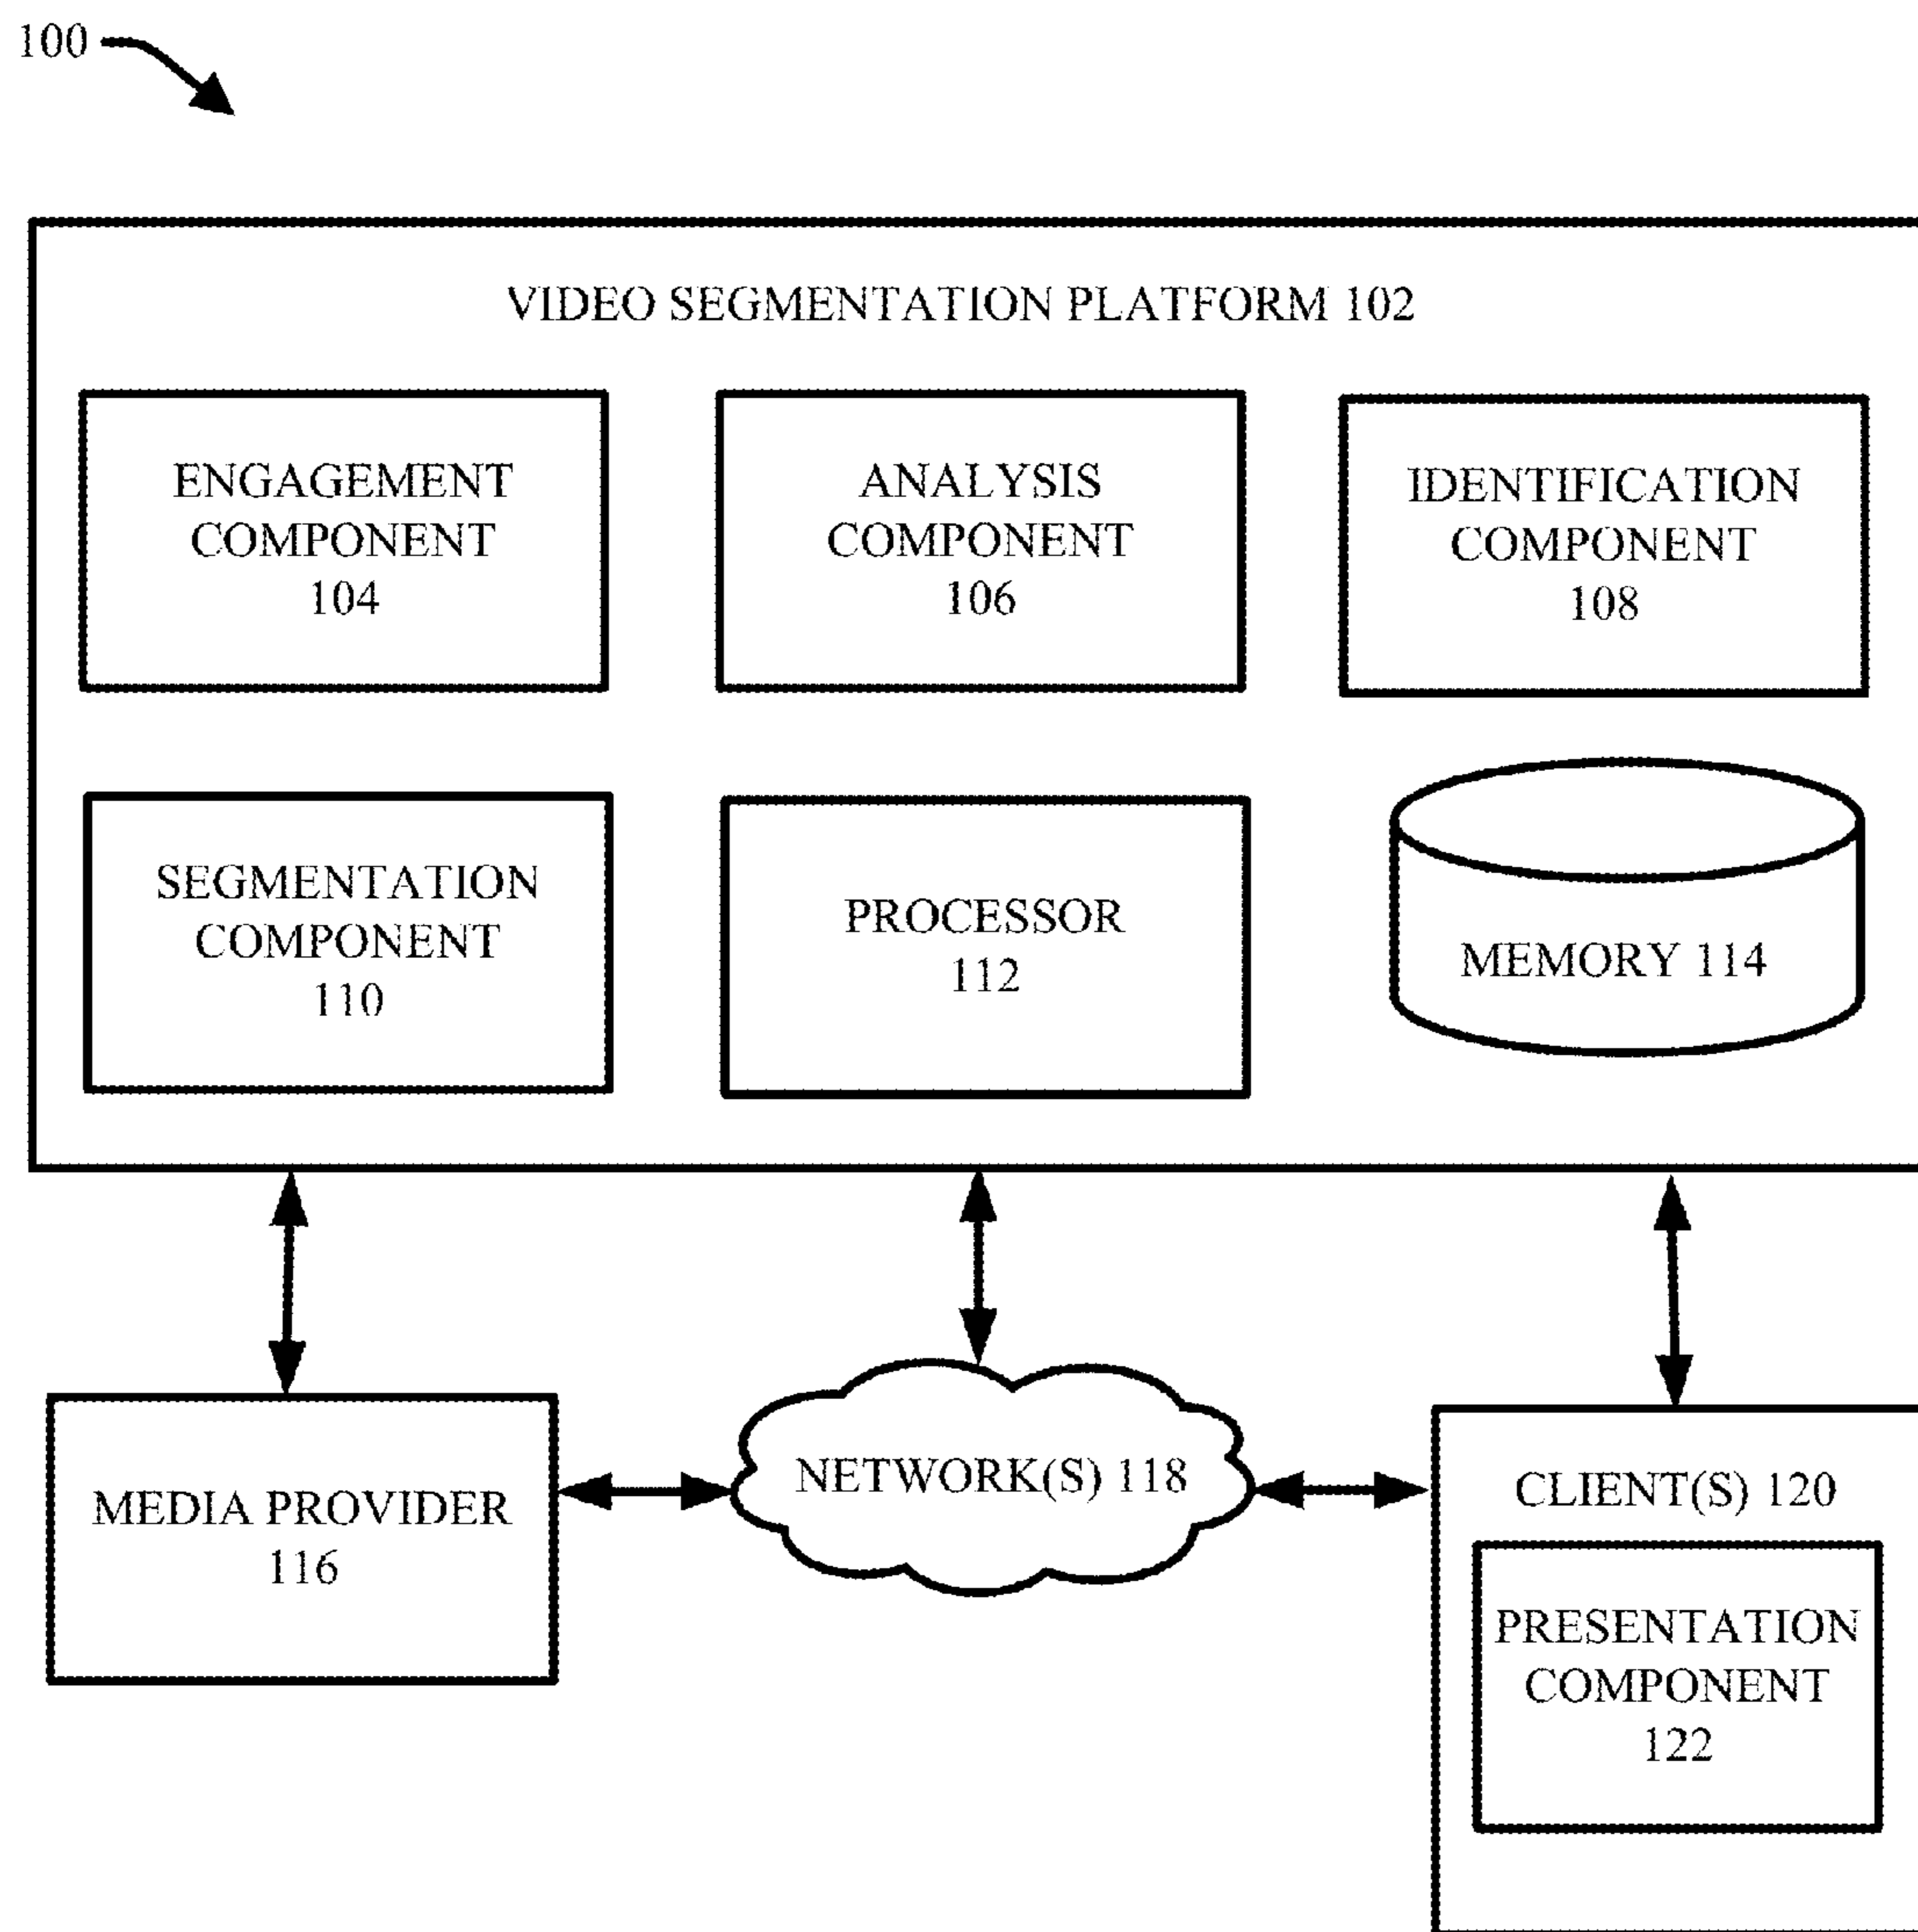 100
VIDEO SEGMENTATION PLATFORM 102
ENGAGEMENT
COMPONENT
104
ANALYSIS
COMPONENT
106
IDENTIFICATION
COMPONENT
108
SEGMENTATION
COMPONENT
110
PROCESSOR
112
MEMORY 114
MEDIA PROVIDER
116
NETWORK(S) 118
CLIENT(S) 120
PRESENTATION
COMPONENT
122